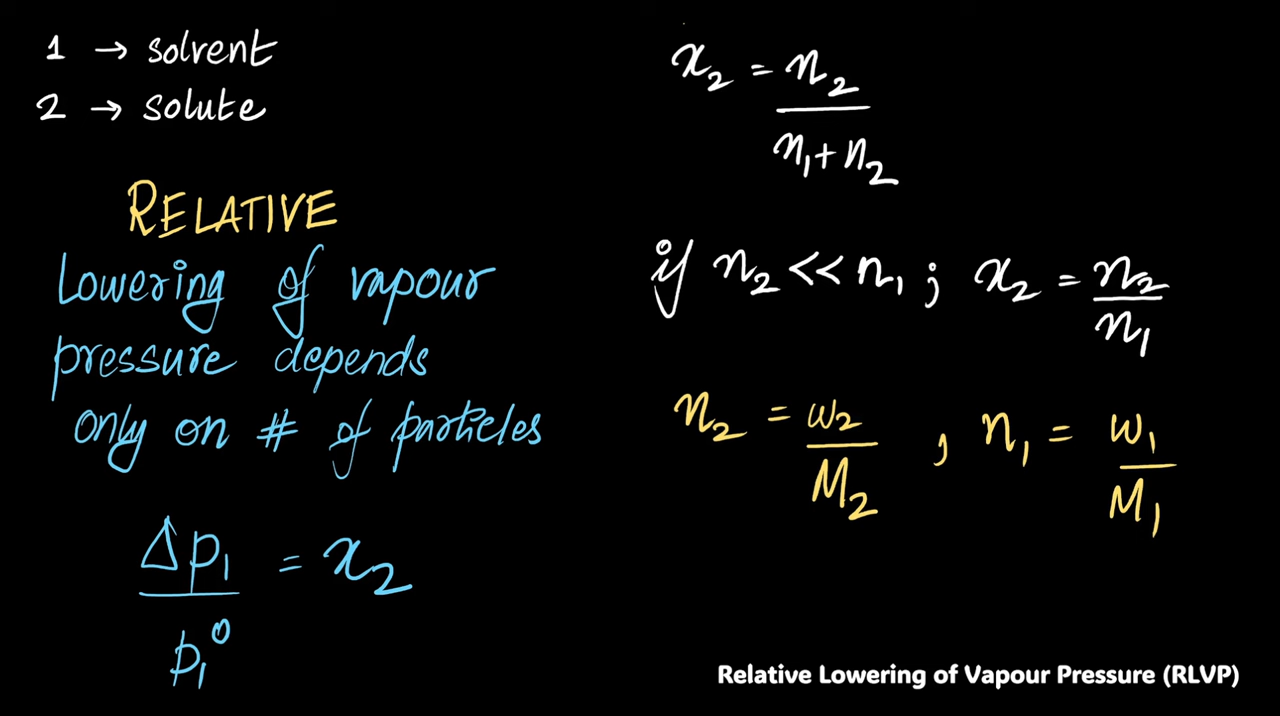 1 → solvent
2 → solute
RELATIVE
Lowering of vapour
pressure depends
only on # of particles
Δp₁ / p₁⁰ = x₂
x₂ = n₂ / n₁ + n₂
if n₂ << n₁ ; x₂ = n₂ / n₁
n₂ = w₂ / M₂ , n₁ = w₁ / M₁
Relative Lowering of Vapour Pressure (RLVP)